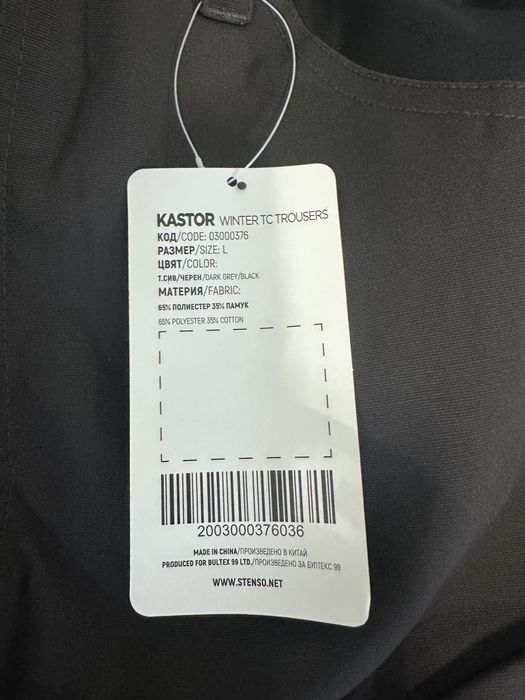 KASTOR WINTER TC TROUSERS
КОД/CODE: 03000376
РАЗМЕР/SIZE: L
ЦВЯТ/COLOR:
Т.СИВ/ЧЕРЕН/DARK GREY/BLACK
МАТЕРИЯ/FABRIC:
65% ПОЛИЕСТЕР 35% ПАМУК
65% POLYESTER 35% COTTON
2003000376036
MADE IN CHINA/ПРОИЗВЕДЕНО В КИТАЙ
PRODUCED FOR BULTEX 99 LTD./ПРОИЗВЕДЕНО ЗА БУЛТЕКС 99
WWW.STENSO.NET